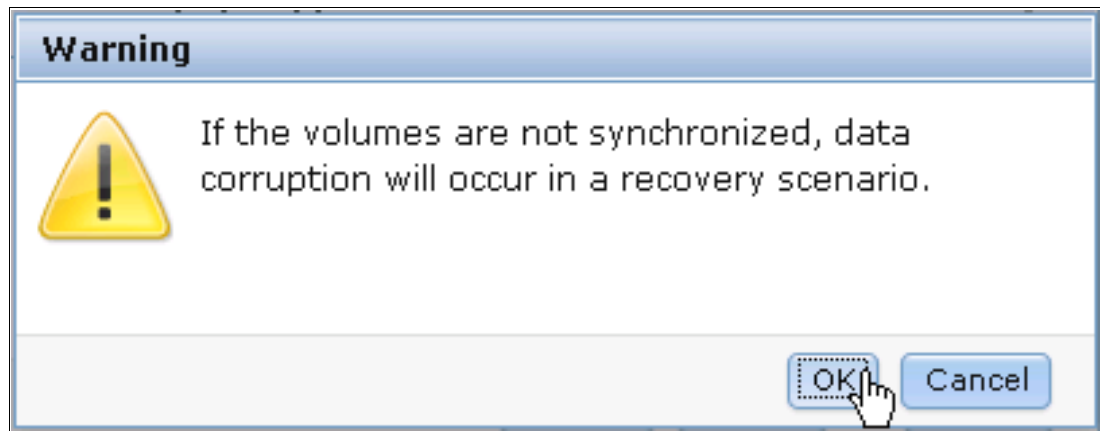 Warning
If the volumes are not synchronized, data
corruption will occur in a recovery scenario.
OK
Cancel